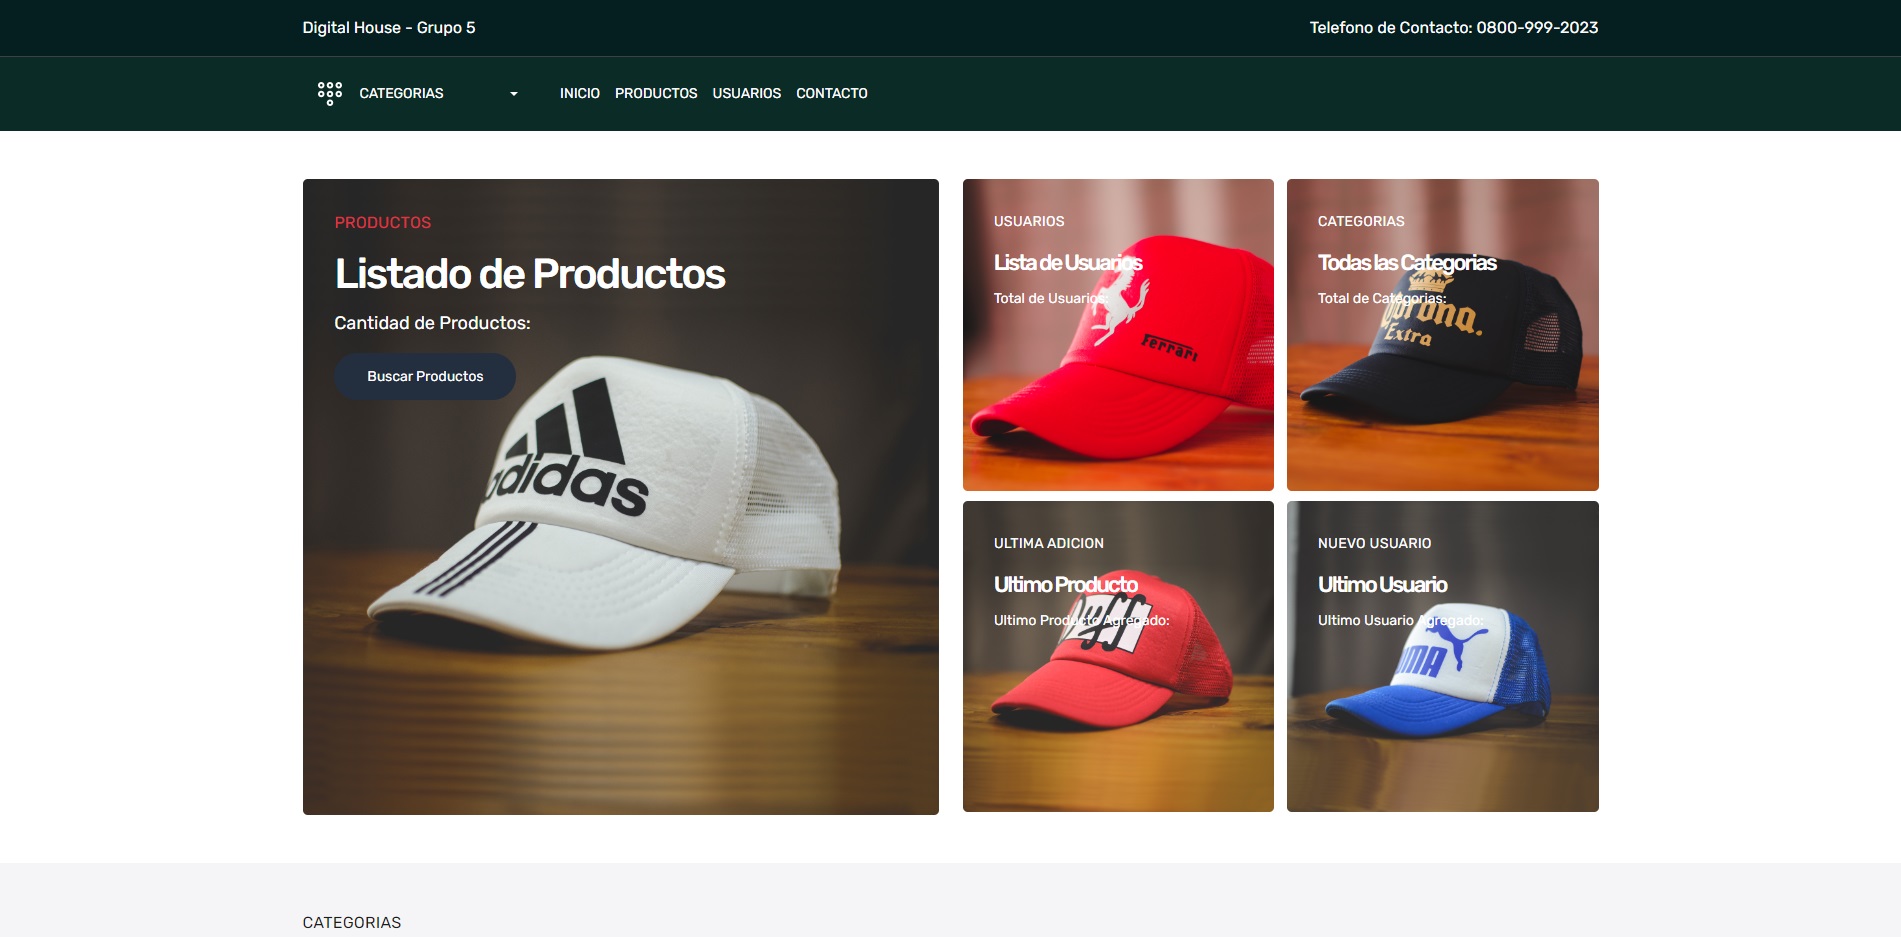 Digital House - Grupo 5
Telefono de Contacto: 0800-999-2023
CATEGORIAS
INICIO PRODUCTOS USUARIOS CONTACTO
PRODUCTOS
Listado de Productos
Cantidad de Productos:
Buscar Productos
adidas
USUARIOS
Lista de Usuarios
Total de Usuarios:
Ferrari
CATEGORIAS
Todas las Categorias
Total de Categorias:
Corona.
Extra
ULTIMA ADICION
Ultimo Producto
Ultimo Producto Agregado:
Duff
NUEVO USUARIO
Ultimo Usuario
Ultimo Usuario Agregado:
PUMA
CATEGORIAS